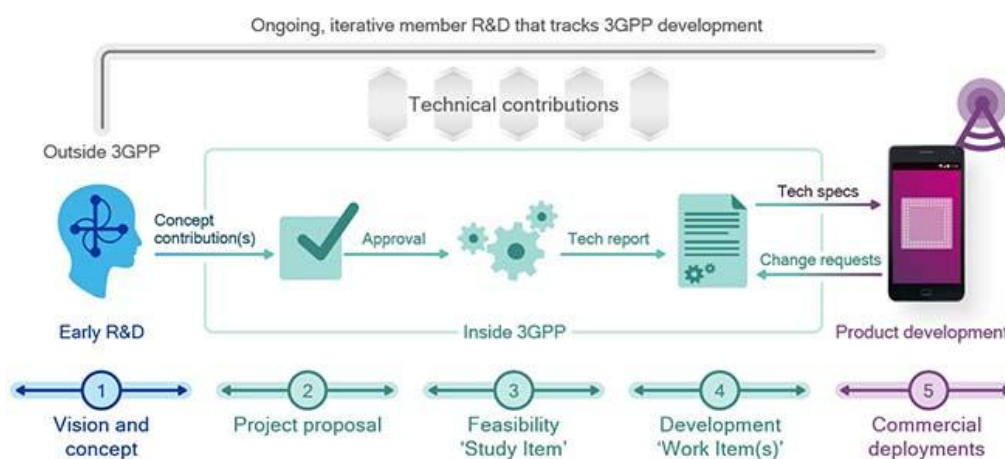 Ongoing, iterative member R&D that tracks 3GPP development
Technical contributions
Outside 3GPP
Concept
contribution(s)
Approval
Tech report
Tech specs
Change requests
Early R&D
Inside 3GPP
Product development
1
2
3
4
5
Vision and
concept
Project proposal
Feasibility
'Study Item'
Development
'Work Item(s)'
Commercial
deployments